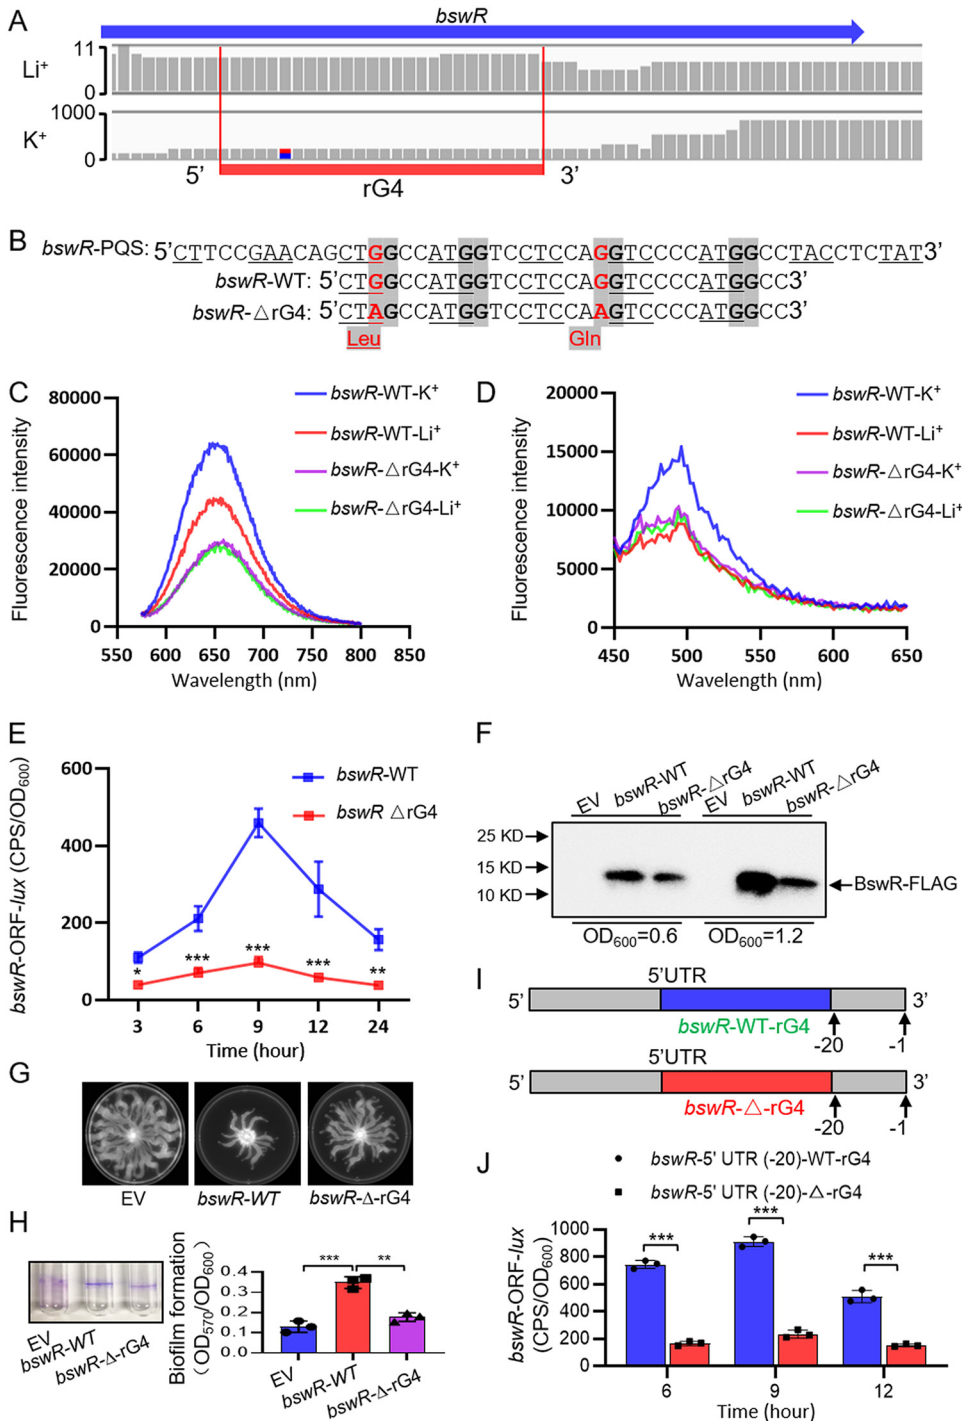 A
bswR
11
Li⁺
0
1000
K⁺
0
5’
rG4
3’
B
bswR-PQS: 5’CTTCCGAACAGCTGGCCATGGTCCTCCAGGTCCCCATGGCCTACCTCTAT3’
bswR-WT: 5’CTGGCCATGGTCCTCCAGGTCCCCATGGCC3’
bswR-△rG4: 5’CTAGCCATGGTCCTCCAAGTCCCCATGGCC3’
Leu
Gln
C
Fluorescence intensity
80000
60000
40000
20000
0
550 600 650 700 750 800 850
Wavelength (nm)
bswR-WT-K⁺
bswR-WT-Li⁺
bswR-△rG4-K⁺
bswR-△rG4-Li⁺
D
Fluorescence intensity
20000
15000
10000
5000
0
450 500 550 600 650
Wavelength (nm)
bswR-WT-K⁺
bswR-WT-Li⁺
bswR-△rG4-K⁺
bswR-△rG4-Li⁺
E
bswR-ORF-lux (CPS/OD₆₀₀)
600
400
200
0
3 6 9 12 24
Time (hour)
bswR-WT
bswR △rG4
* *** *** *** **
F
EV bswR-WT bswR-△rG4 EV bswR-WT bswR-△rG4
25 KD
15 KD
10 KD
BswR-FLAG
OD₆₀₀=0.6 OD₆₀₀=1.2
G
EV bswR-WT bswR-Δ-rG4
H
EV
bswR-WT
bswR-Δ-rG4
Biofilm formation
(OD₅₇₀/OD₆₀₀)
0.4
0.3
0.2
0.1
0.0
*** **
EV
bswR-WT
bswR-Δ-rG4
I
5’UTR
5’ 3’
bswR-WT-rG4
-20 -1
5’UTR
5’ 3’
bswR-△-rG4
-20 -1
J
bswR-5’ UTR (-20)-WT-rG4
bswR-5’ UTR (-20)-△-rG4
bswR-ORF-lux
(CPS/OD₆₀₀)
1000
800
600
400
200
0
*** *** ***
6 9 12
Time (hour)